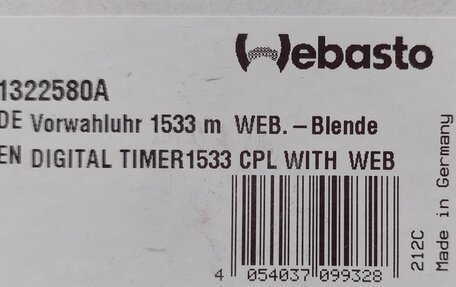 Webasto
1322580A
DE Vorwahluhr 1533 m WEB. -Blende
EN DIGITAL TIMER1533 CPL WITH WEB
4 054037 099328
212C
Made in Germany